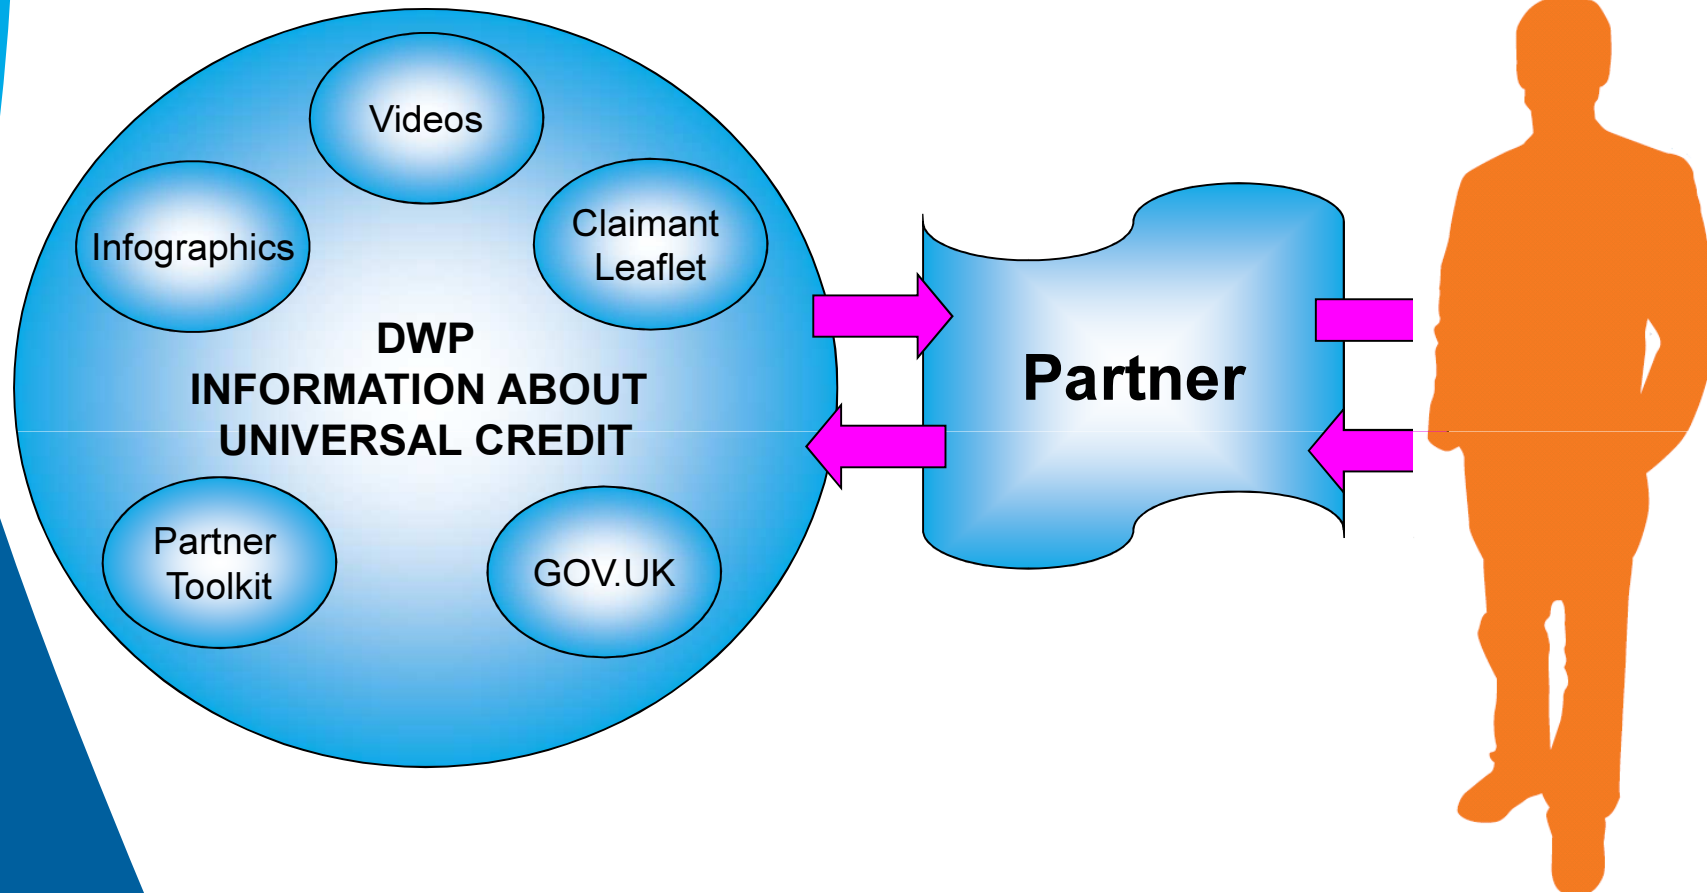 Videos
Infographics
Claimant
Leaflet
DWP
INFORMATION ABOUT
UNIVERSAL CREDIT
Partner
Toolkit
GOV.UK
Partner